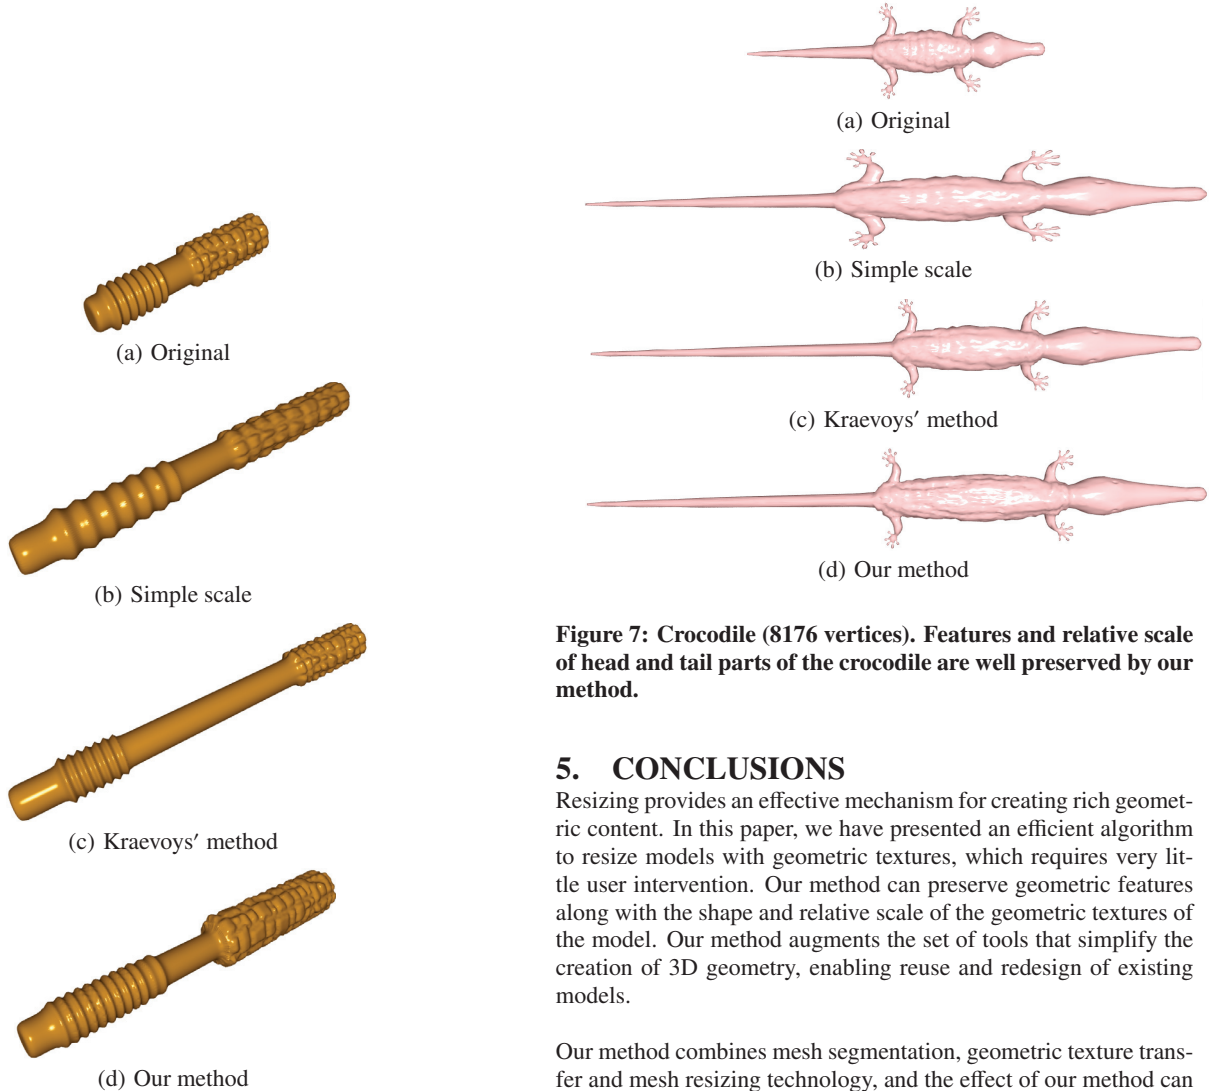 (a) Original
(b) Simple scale
(c) Kraevoys′ method
(d) Our method
(a) Original
(b) Simple scale
(c) Kraevoys′ method
(d) Our method
Figure 7: Crocodile (8176 vertices). Features and relative scale
of head and tail parts of the crocodile are well preserved by our
method.
5. CONCLUSIONS
Resizing provides an effective mechanism for creating rich geomet-
ric content. In this paper, we have presented an efficient algorithm
to resize models with geometric textures, which requires very lit-
tle user intervention. Our method can preserve geometric features
along with the shape and relative scale of the geometric textures of
the model. Our method augments the set of tools that simplify the
creation of 3D geometry, enabling reuse and redesign of existing
models.
Our method combines mesh segmentation, geometric texture trans-
fer and mesh resizing technology, and the effect of our method can